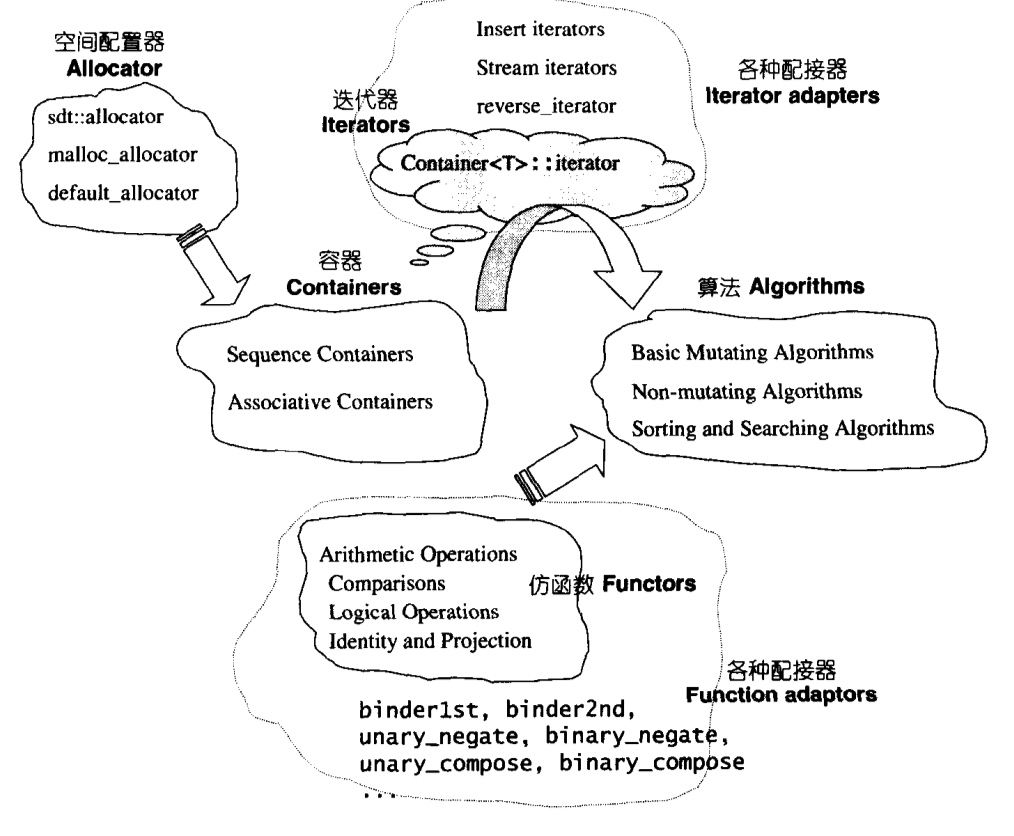 空间配置器
Allocator
sdt::allocator
malloc_allocator
default_allocator
Insert iterators
Stream iterators
reverse_iterator
各种配接器
Iterator adapters
迭代器
Iterators
Container<T>::iterator
容器
Containers
Sequence Containers
Associative Containers
算法 Algorithms
Basic Mutating Algorithms
Non-mutating Algorithms
Sorting and Searching Algorithms
Arithmetic Operations
Comparisons
Logical Operations
Identity and Projection
仿函数 Functors
各种配接器
Function adaptors
binder1st, binder2nd,
unary_negate, binary_negate,
unary_compose, binary_compose
...